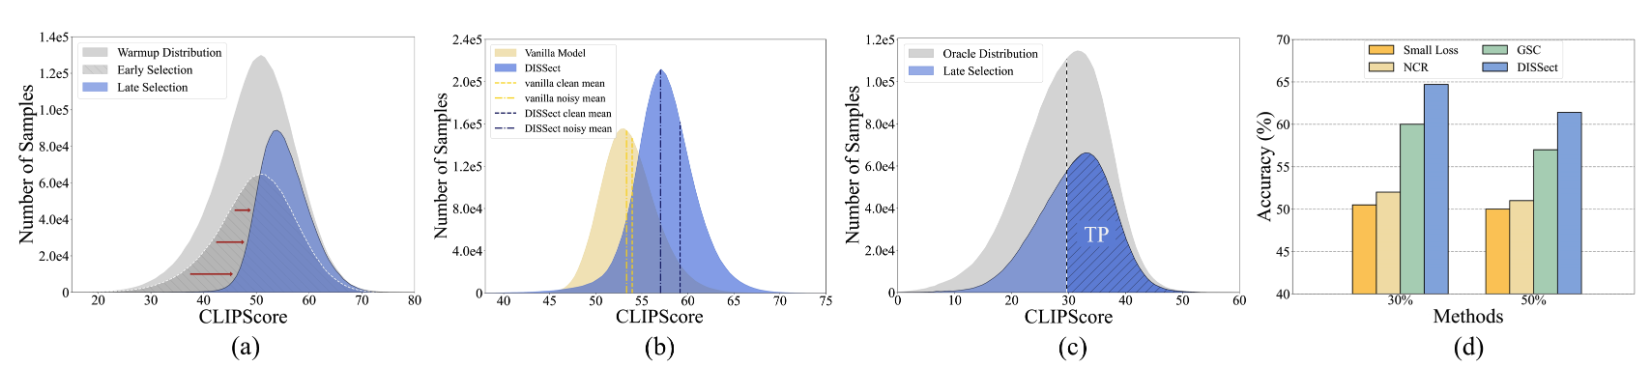 1.4e5
1.2e5
1.0e5
8.0e4
6.0e4
4.0e4
2.0e4
0
Number of Samples
Warmup Distribution
Early Selection
Late Selection
20 30 40 50 60 70 80
CLIPScore
(a)
2.4e5
2.0e5
1.6e5
1.2e5
8.0e4
4.0e4
0
Number of Samples
Vanilla Model
DISSect
vanilla clean mean
vanilla noisy mean
DISSect clean mean
DISSect noisy mean
40 45 50 55 57 60 65 70 75
CLIPScore
(b)
1.2e5
1.0e5
8.0e4
6.0e4
4.0e4
2.0e4
0
Number of Samples
Oracle Distribution
Late Selection
TP
0 10 20 30 40 50 60
CLIPScore
(c)
70
65
60
55
50
45
40
Accuracy (%)
Small Loss GSC
NCR DISSect
30% 50%
Methods
(d)